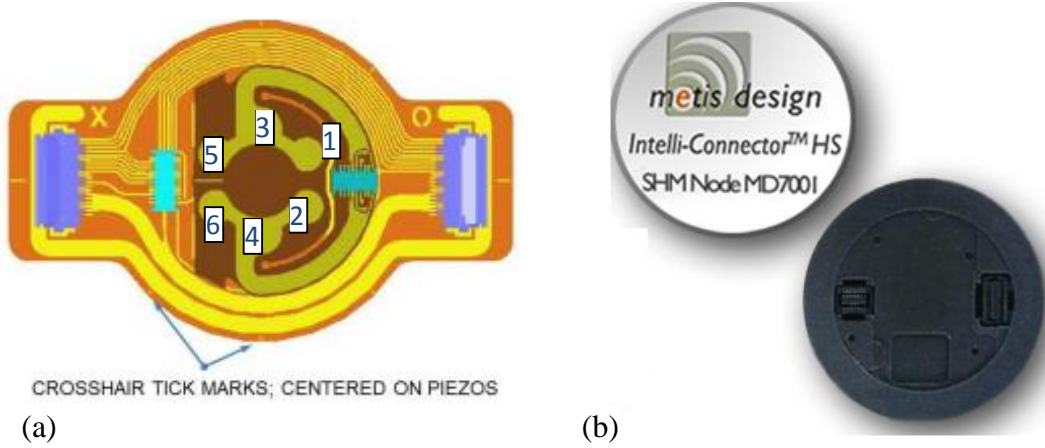 X
O
3
1
5
2
6
4
CROSSHAIR TICK MARKS; CENTERED ON PIEZOS
(a)
metis design
Intelli-Connector™ HS
SHM Node MD7001
(b)